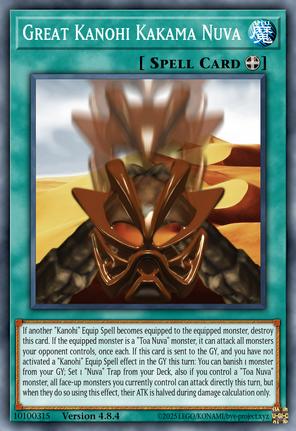 Great Kanohi Kakama Nuva
[ Spell Card ]
If another "Kanohi" Equip Spell becomes equipped to the equipped monster, destroy
this card. If the equipped monster is a "Toa Nuva" monster, it can attack all monsters
your opponent controls, once each. If this card is sent to the GY, and you have not
activated a "Kanohi" Equip Spell effect in the GY this turn: You can banish 1 monster
from your GY; Set 1 "Nuva" Trap from your Deck, also if you control a "Toa Nuva"
monster, all face-up monsters you currently control can attack directly this turn, but
when they do so using this effect, their ATK is halved during damage calculation only.
10100315
Version 4.8.4
©2025 LEGO/KONAMI/bye-project.xyz